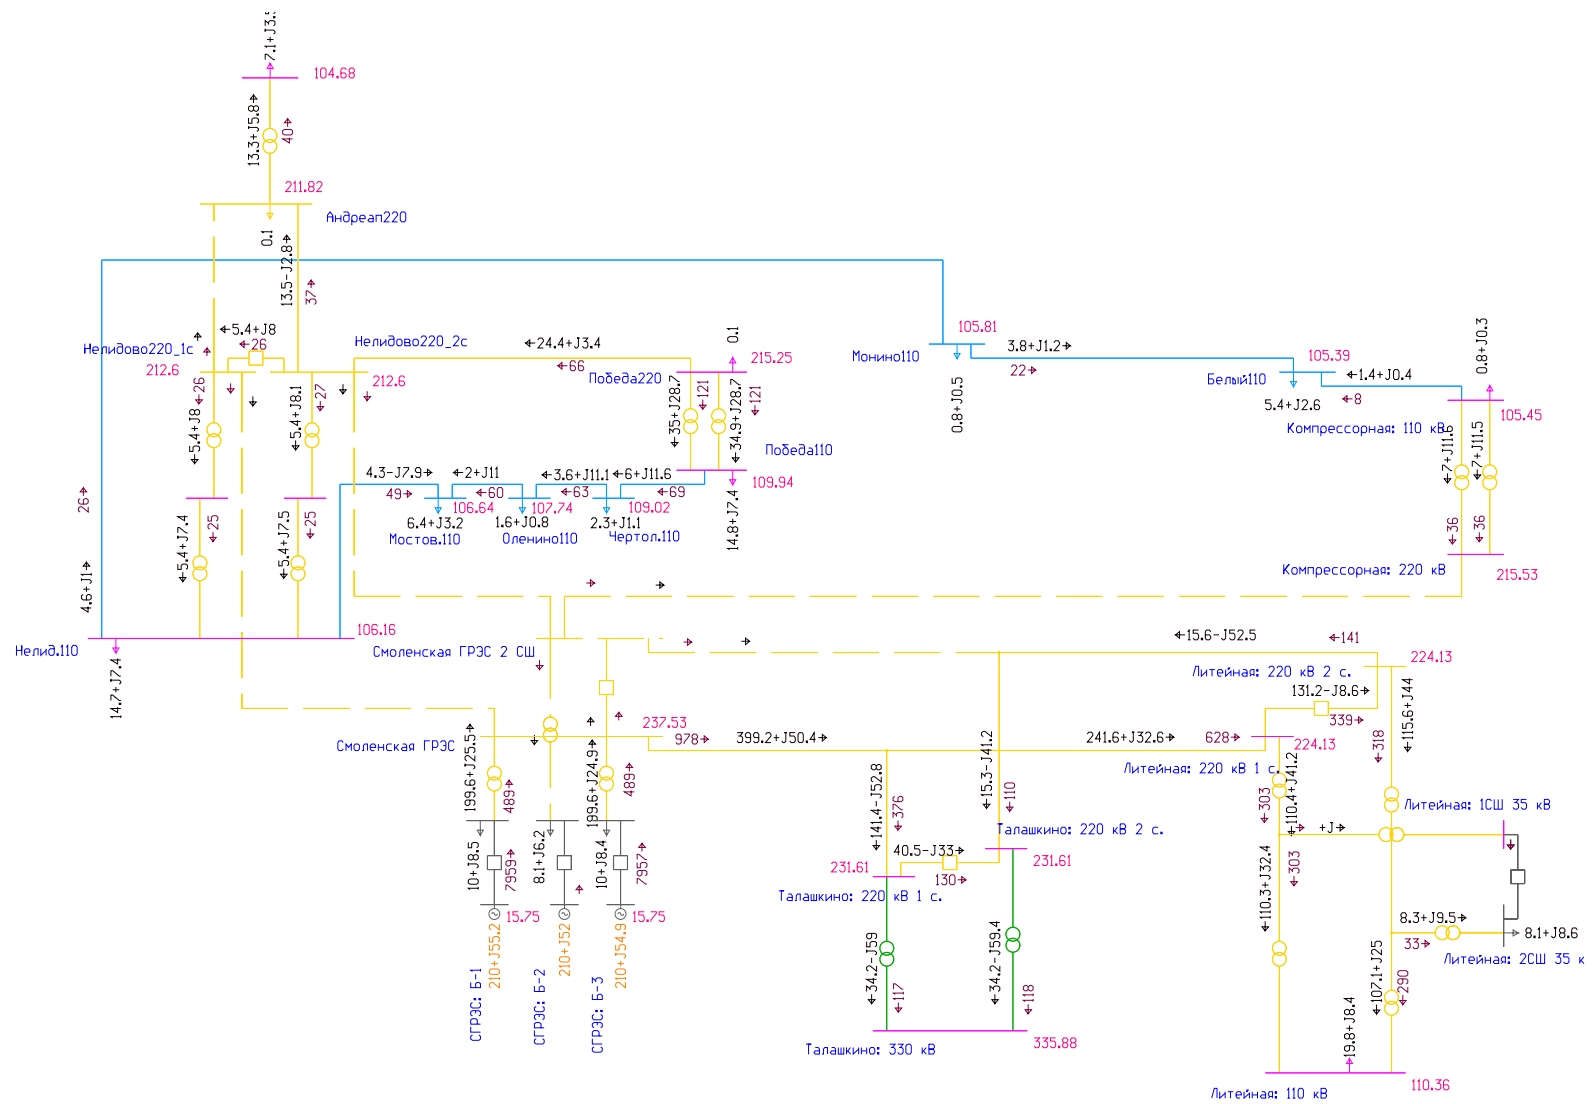 7.1+J3.
104.68
13.3+J5.8
40
211.82
Андреап220
0.1
13.5-J2.8
37
5.4+J8
26
Нелидово220_1с
212.6
Нелидово220_2с
212.6
24.4+J3.4
66
0.1
215.25
Победа220
26
5.4+J8
27
5.4+J8.1
121
35+J28.7
121
34.9+J28.7
Победа110
109.94
14.8+J7.4
105.81
Монино110
0.8+J0.5
3.8+J1.2
22
105.39
Белый110
5.4+J2.6
1.4+J0.4
8
0.8+J0.3
105.45
Компрессорная: 110 кВ
7+J11.6
7+J11.5
36
36
Компрессорная: 220 кВ
215.53
4.3-J7.9
49
2+J11
60
3.6+J11.1
63
6+J11.6
69
106.64
107.74
109.02
6.4+J3.2
1.6+J0.8
2.3+J1.1
Мостов.110
Оленино110
Чертол.110
26
4.6+J1
25
5.4+J7.4
25
5.4+J7.5
106.16
Нелид.110
14.7+J7.4
Смоленская ГРЭС 2 СШ
15.6-J52.5
141
224.13
Литейная: 220 кВ 2 с.
131.2-J8.6
339
318
115.6+J44
237.53
Смоленская ГРЭС
978
399.2+J50.4
241.6+J32.6
628
224.13
Литейная: 220 кВ 1 с.
199.6+J25.5
489
199.6+J24.9
489
141.4-J52.8
376
15.3-J41.2
110
303
110.4+J41.2
Литейная: 1СШ 35 кВ
+J
10+J8.5
7959
8.1+J6.2
10+J8.4
7957
Талашкино: 220 кВ 2 с.
40.5-J33
130
231.61
231.61
Талашкино: 220 кВ 1 с.
110.3+J32.4
303
8.3+J9.5
33
8.1+J8.6
Литейная: 2СШ 35 к
15.75
15.75
210+J55.2
210+J52
210+J54.9
СГРЭС: Б-1
СГРЭС: Б-2
СГРЭС: Б-3
34.2-J59
117
34.2-J59.4
118
107.1+J25
290
Талашкино: 330 кВ
335.88
19.8+J8.4
110.36
Литейная: 110 кВ